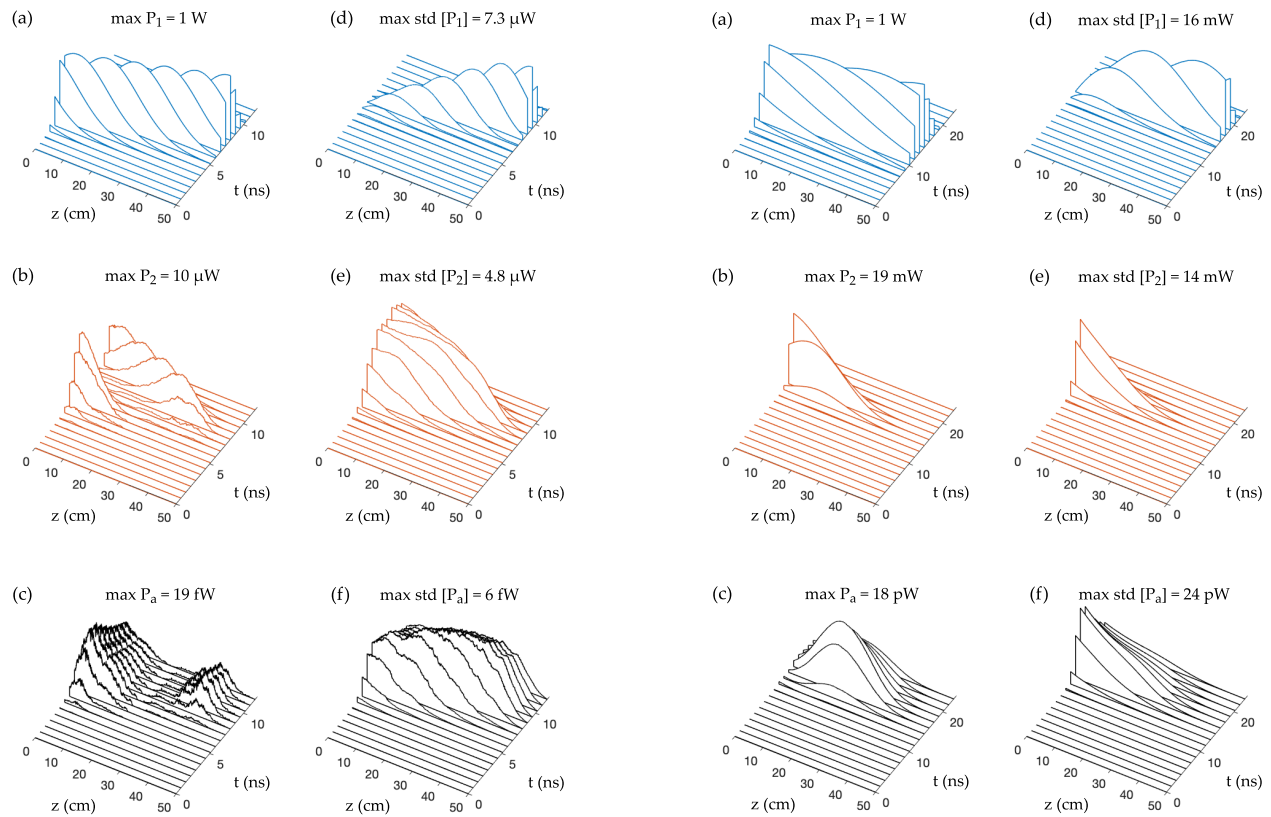 (a) max P1 = 1 W
(d) max std [P1] = 7.3 µW
(a) max P1 = 1 W
(d) max std [P1] = 16 mW
0 10 20 30 40 50
z (cm)
0 5 10
t (ns)
0 10 20 30 40 50
z (cm)
0 5 10
t (ns)
0 10 20 30 40 50
z (cm)
0 10 20
t (ns)
0 10 20 30 40 50
z (cm)
0 10 20
t (ns)
(b) max P2 = 10 µW
(e) max std [P2] = 4.8 µW
(b) max P2 = 19 mW
(e) max std [P2] = 14 mW
0 10 20 30 40 50
z (cm)
0 5 10
t (ns)
0 10 20 30 40 50
z (cm)
0 5 10
t (ns)
0 10 20 30 40 50
z (cm)
0 10 20
t (ns)
0 10 20 30 40 50
z (cm)
0 10 20
t (ns)
(c) max Pa = 19 fW
(f) max std [Pa] = 6 fW
(c) max Pa = 18 pW
(f) max std [Pa] = 24 pW
0 10 20 30 40 50
z (cm)
0 5 10
t (ns)
0 10 20 30 40 50
z (cm)
0 5 10
t (ns)
0 10 20 30 40 50
z (cm)
0 10 20
t (ns)
0 10 20 30 40 50
z (cm)
0 10 20
t (ns)